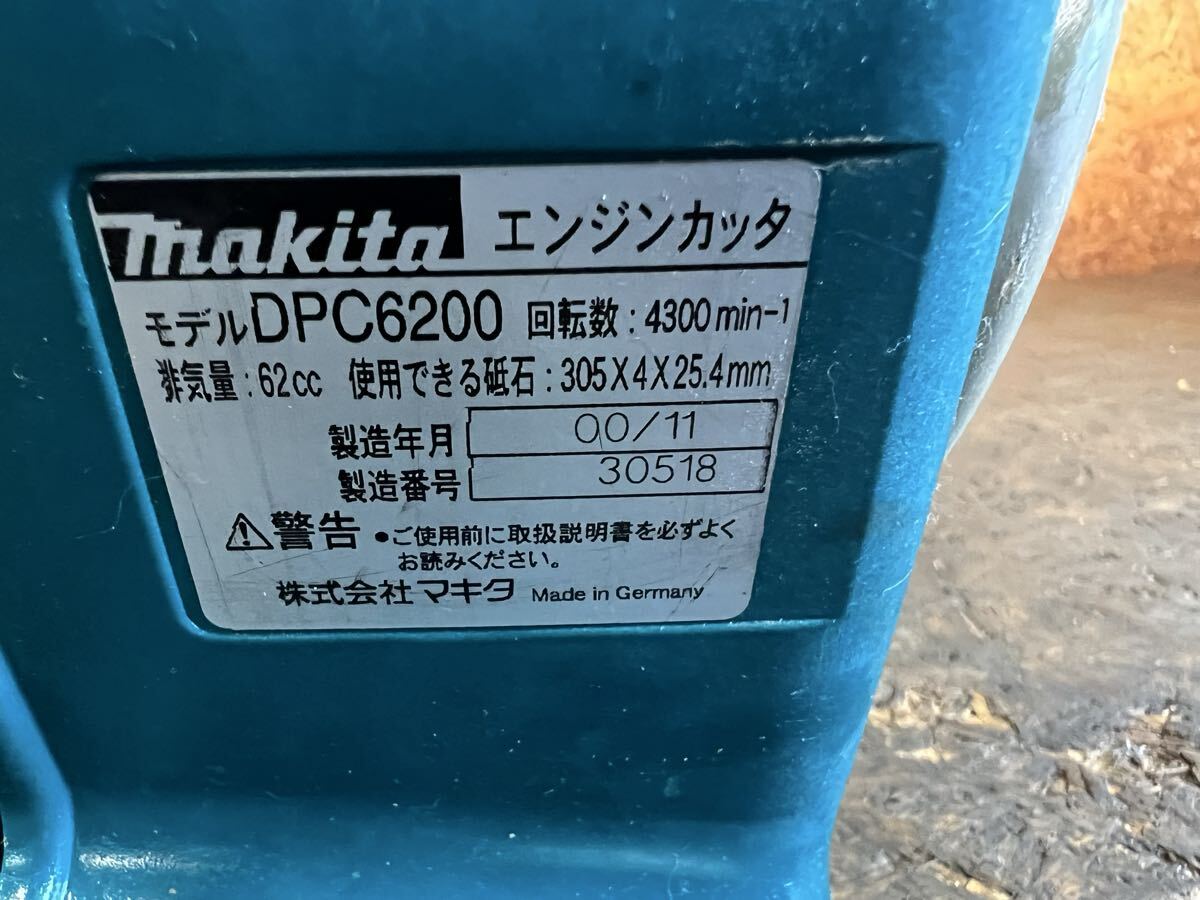 makita エンジンカッタ
モデルDPC6200 回転数:4300min-1
排気量:62cc 使用できる砥石:305X4X25.4mm
製造年月 00/11
製造番号 30518
⚠警告 •ご使用前に取扱説明書を必ずよく
お読みください。
株式会社マキタ Made in Germany